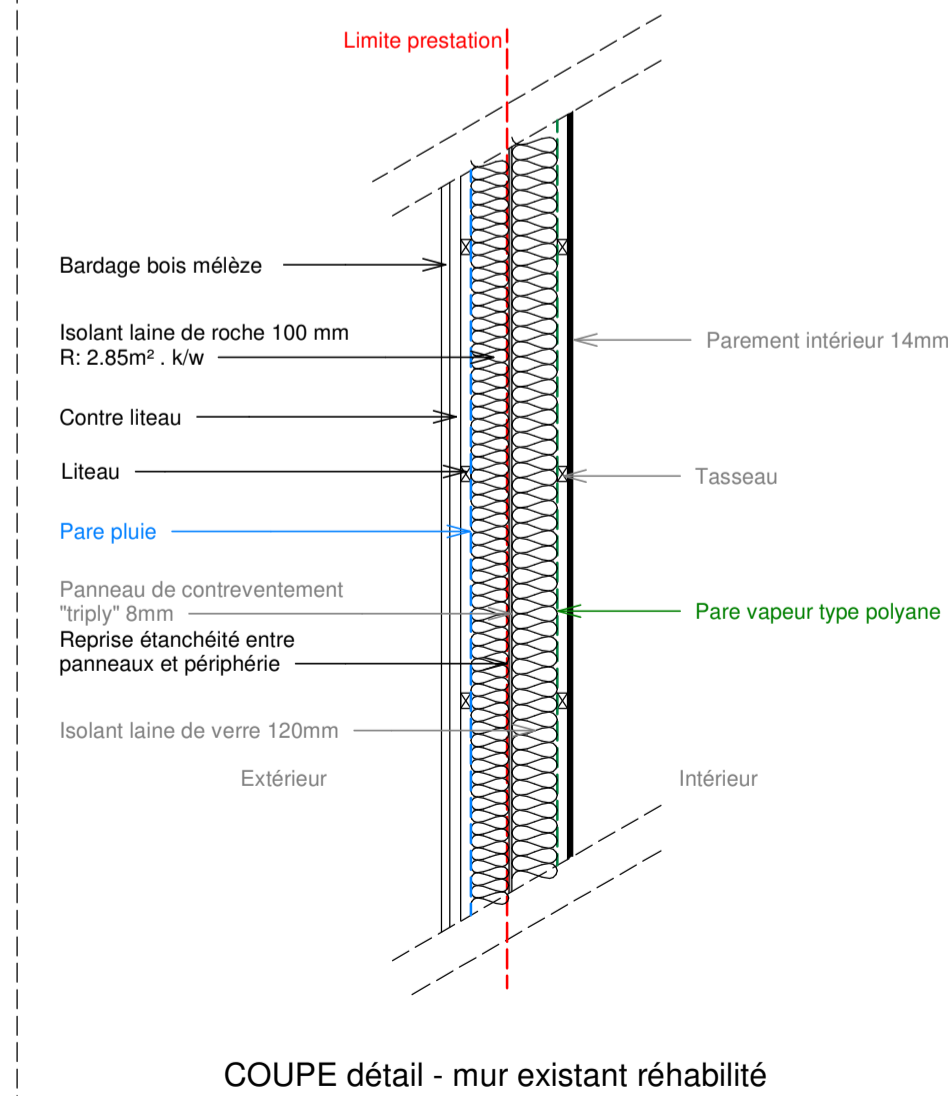 Limite prestation
Bardage bois mélèze
Isolant laine de roche 100 mm
R: 2.85m² . k/w
Parement intérieur 14mm
Contre liteau
Liteau
Tasseau
Pare pluie
Panneau de contreventement
"triply" 8mm
Pare vapeur type polyane
Reprise étanchéité entre
panneaux et périphérie
Isolant laine de verre 120mm
Extérieur
Intérieur
COUPE détail - mur existant réhabilité